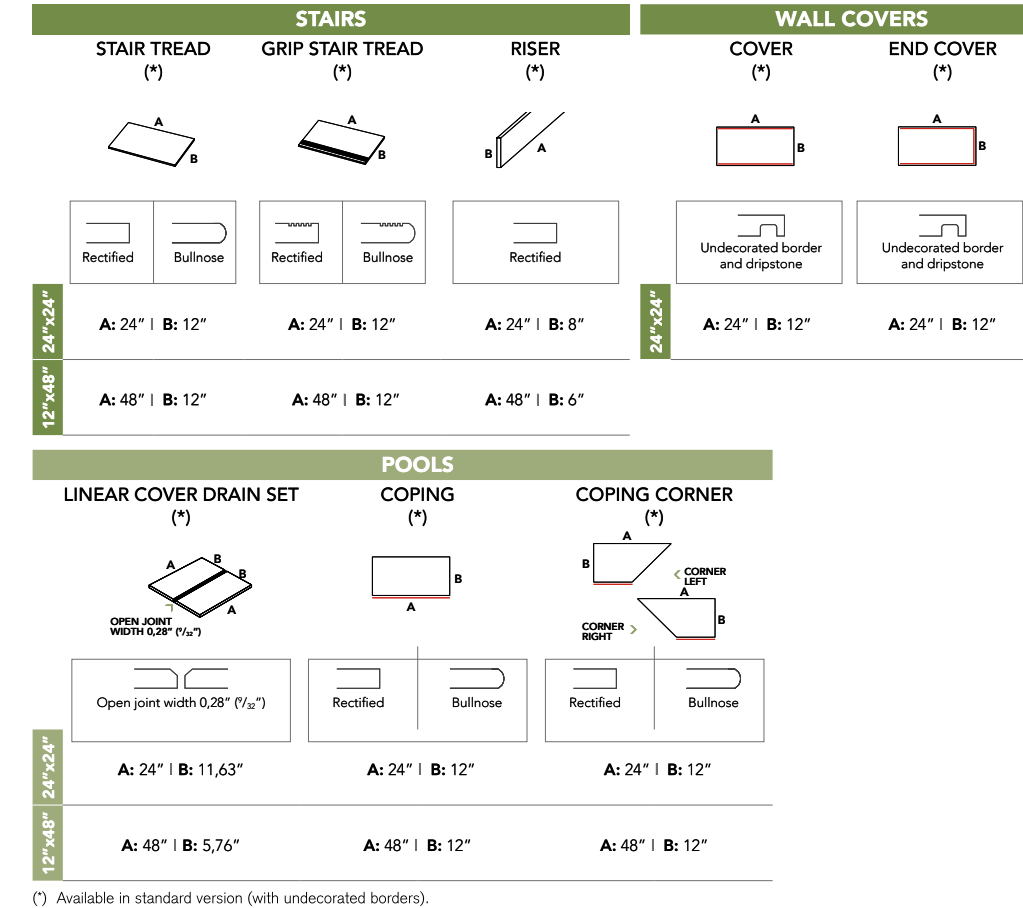 STAIRS
STAIR TREAD
(*)
GRIP STAIR TREAD
(*)
RISER
(*)
A
B
A
B
B
A
Rectified
Bullnose
Rectified
Bullnose
Rectified
24”x24”
A: 24” | B: 12”
A: 24” | B: 12”
A: 24” | B: 8”
12”x48”
A: 48” | B: 12”
A: 48” | B: 12”
A: 48” | B: 6”
WALL COVERS
COVER
(*)
END COVER
(*)
A
B
A
B
Undecorated border
and dripstone
Undecorated border
and dripstone
24”x24”
A: 24” | B: 12”
A: 24” | B: 12”
POOLS
LINEAR COVER DRAIN SET
(*)
COPING
(*)
COPING CORNER
(*)
A
B
B
A
OPEN JOINT
WIDTH 0,28” (⁹/₃₂”)
B
A
A
B
CORNER
LEFT
A
B
CORNER
RIGHT
Open joint width 0,28” (⁹/₃₂”)
Rectified
Bullnose
Rectified
Bullnose
24”x24”
A: 24” | B: 11,63”
A: 24” | B: 12”
A: 24” | B: 12”
12”x48”
A: 48” | B: 5,76”
A: 48” | B: 12”
A: 48” | B: 12”
(*) Available in standard version (with undecorated borders).